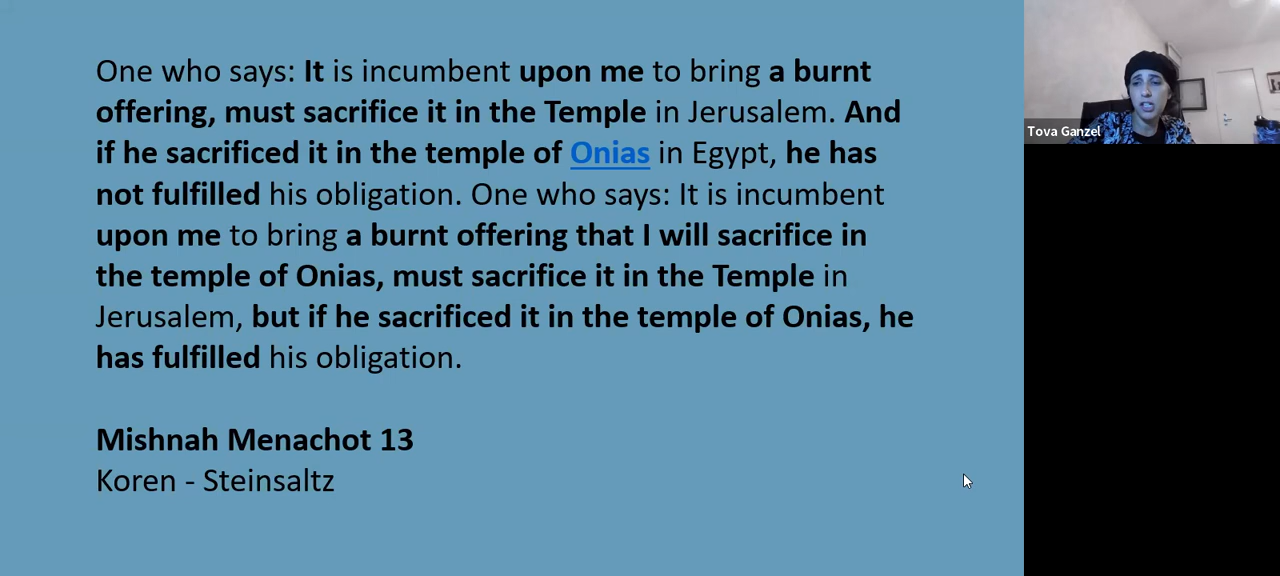 One who says: It is incumbent upon me to bring a burnt
offering, must sacrifice it in the Temple in Jerusalem. And
if he sacrificed it in the temple of Onias in Egypt, he has
not fulfilled his obligation. One who says: It is incumbent
upon me to bring a burnt offering that I will sacrifice in
the temple of Onias, must sacrifice it in the Temple in
Jerusalem, but if he sacrificed it in the temple of Onias, he
has fulfilled his obligation.
Mishnah Menachot 13
Koren - Steinsaltz
Tova Ganzel